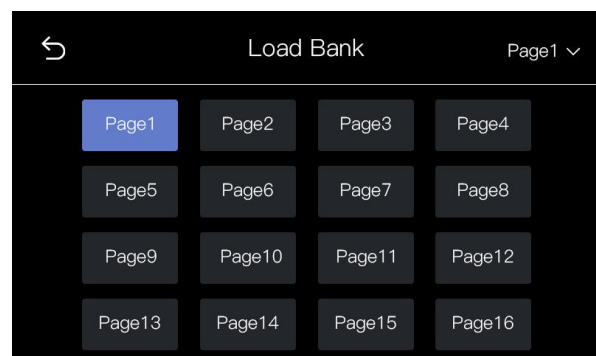 Load Bank Page1
Page1 Page2 Page3 Page4
Page5 Page6 Page7 Page8
Page9 Page10 Page11 Page12
Page13 Page14 Page15 Page16